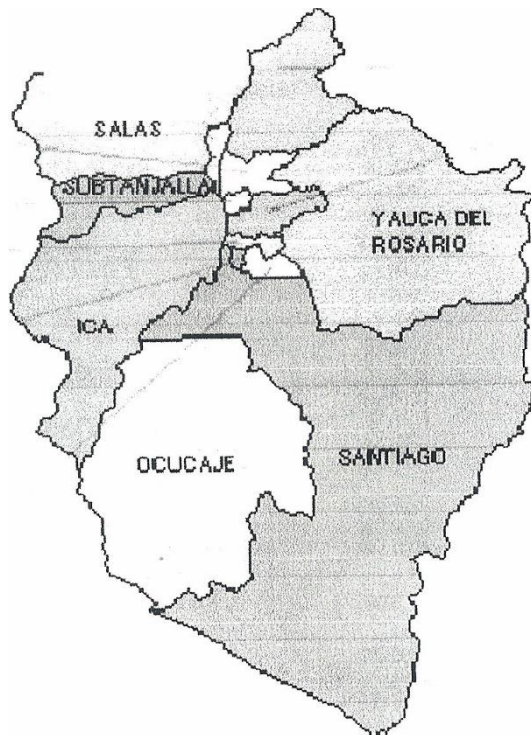 SALAS
SUBTANJALLA
YAUCA DEL
ROSARIO
ICA
OCUCAJE
SANTIAGO